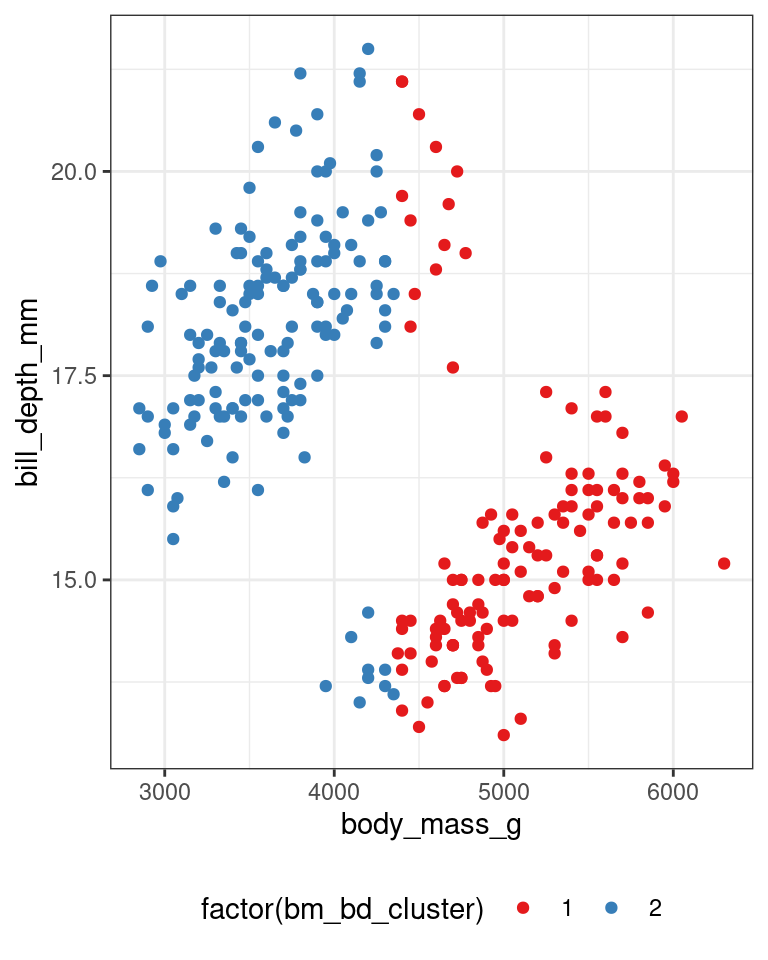 bill_depth_mm
20.0
17.5
15.0
3000 4000 5000 6000
body_mass_g
factor(bm_bd_cluster) 1 2